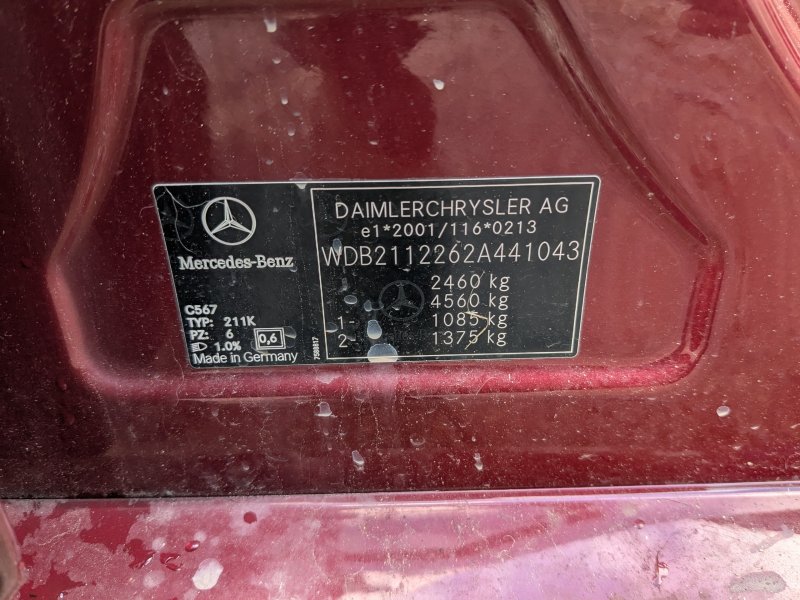 Mercedes-Benz
C567
TYP: 211K
PZ: 6
1.0% 0,6
Made in Germany
7588817
DAIMLERCHRYSLER AG
e1*2001/116*0213
WDB2112262A441043
2460 kg
4560 kg
1- 1085 kg
2- 1375 kg